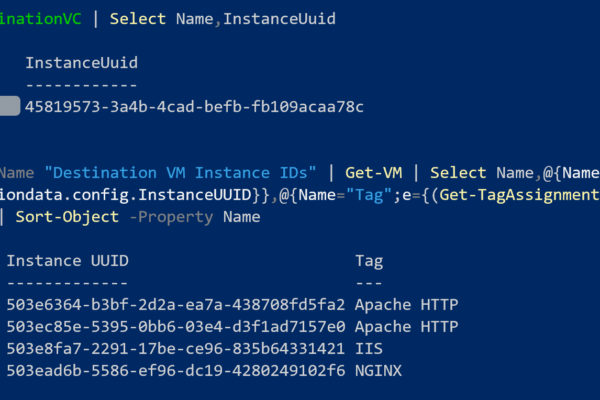 inationVC | Select Name,InstanceUuid
InstanceUuid
------------
45819573-3a4b-4cad-befb-fb109acaa78c
Name "Destination VM Instance IDs" | Get-VM | Select Name,@{Name
iondata.config.InstanceUUID}},@{Name="Tag";e={(Get-TagAssignment
| Sort-Object -Property Name
Instance UUID Tag
------------- ---
503e6364-b3bf-2d2a-ea7a-438708fd5fa2 Apache HTTP
503ec85e-5395-0bb6-03e4-d3f1ad7157e0 Apache HTTP
503e8fa7-2291-17be-ce96-835b64331421 IIS
503ead6b-5586-ef96-dc19-4280249102f6 NGINX